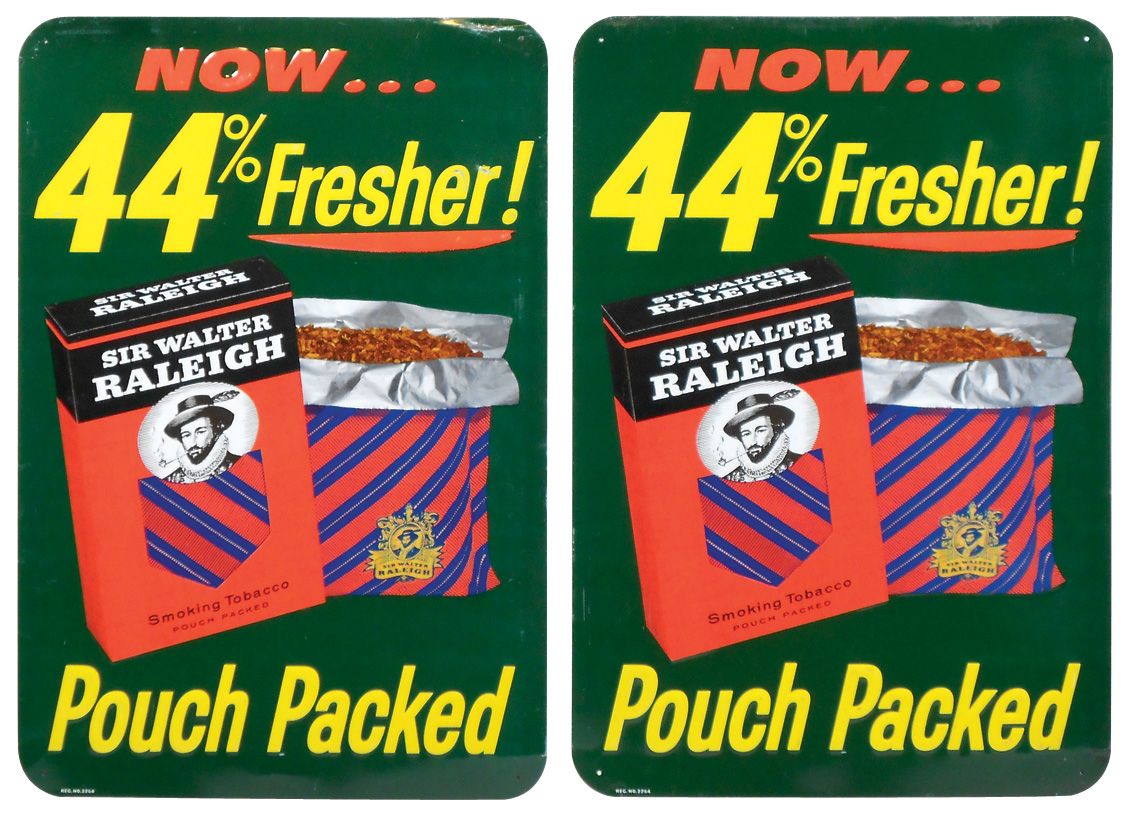 NOW...
44% Fresher!
SIR WALTER
RALEIGH
SIR WALTER
RALEIGH
SIR WALTER
RALEIGH
Smoking Tobacco
POUCH PACKED
Pouch Packed
NOW...
44% Fresher!
SIR WALTER
RALEIGH
SIR WALTER
RALEIGH
SIR WALTER
RALEIGH
Smoking Tobacco
POUCH PACKED
Pouch Packed